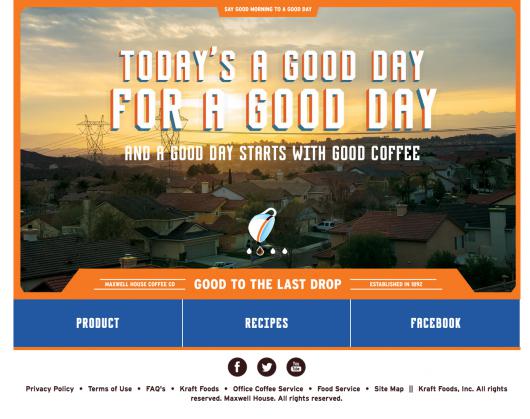 SAY GOOD MORNING TO A GOOD DAY
TODAY'S A GOOD DAY
FOR A GOOD DAY
AND A GOOD DAY STARTS WITH GOOD COFFEE
MAXWELL HOUSE COFFEE CO
GOOD TO THE LAST DROP
ESTABLISHED IN 1892
PRODUCT
RECIPES
FACEBOOK
f
You Tube
Privacy Policy • Terms of Use • FAQ's • Kraft Foods • Office Coffee Service • Food Service • Site Map || Kraft Foods, Inc. All rights
reserved. Maxwell House. All rights reserved.